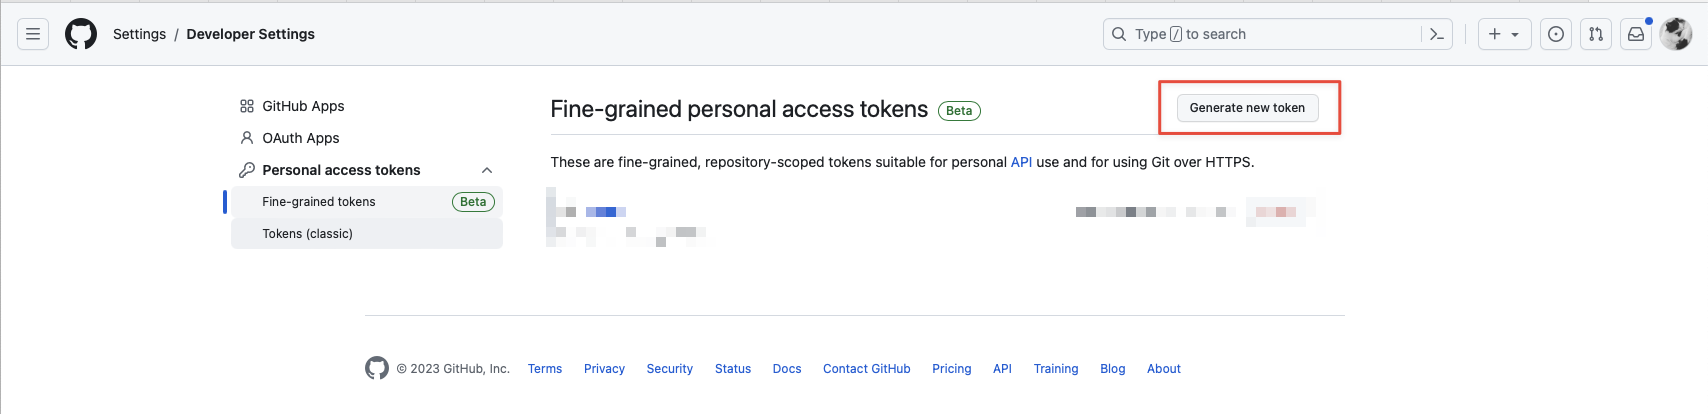 Settings / Developer Settings
Type / to search
GitHub Apps
OAuth Apps
Personal access tokens
Fine-grained tokens Beta
Tokens (classic)
Fine-grained personal access tokens Beta
Generate new token
These are fine-grained, repository-scoped tokens suitable for personal API use and for using Git over HTTPS.
© 2023 GitHub, Inc. Terms Privacy Security Status Docs Contact GitHub Pricing API Training Blog About